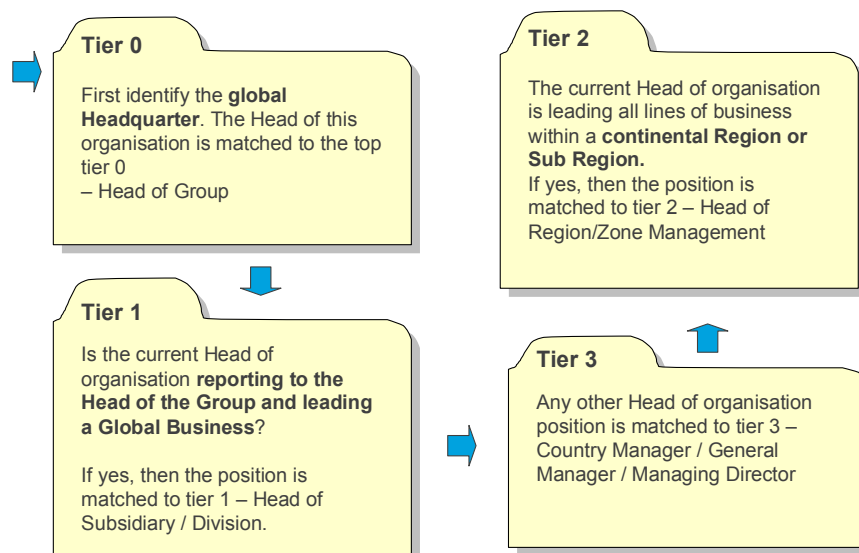 Tier 0
First identify the global
Headquarter. The Head of this
organisation is matched to the top
tier 0
– Head of Group
Tier 1
Is the current Head of
organisation reporting to the
Head of the Group and leading
a Global Business?
If yes, then the position is
matched to tier 1 – Head of
Subsidiary / Division.
Tier 2
The current Head of organisation
is leading all lines of business
within a continental Region or
Sub Region.
If yes, then the position is
matched to tier 2 – Head of
Region/Zone Management
Tier 3
Any other Head of organisation
position is matched to tier 3 –
Country Manager / General
Manager / Managing Director